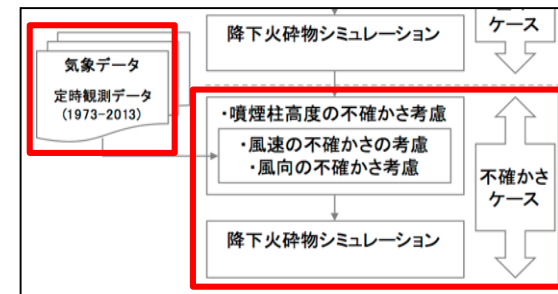 降下火砕物シミュレーション
ケース
気象データ
定時観測データ
(1973-2013)
・噴煙柱高度の不確かさ考慮
・風速の不確かさの考慮
・風向の不確かさ考慮
不確かさ
ケース
降下火砕物シミュレーション